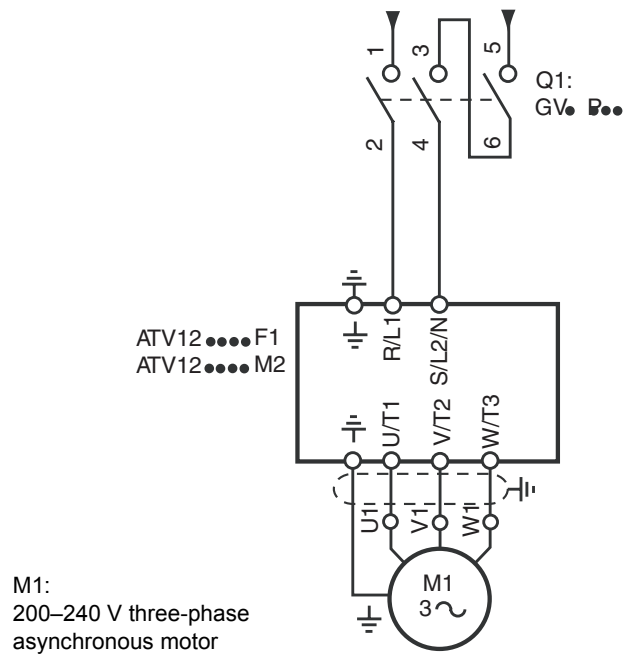 1
3
5
Q1:
GV●  P●●
2
4
6
ATV12●●●●F1
ATV12●●●●M2
R/L1
S/L2/N
U/T1
V/T2
W/T3
U1
V1
W1
M1:
200–240 V three-phase
asynchronous motor
M1
3